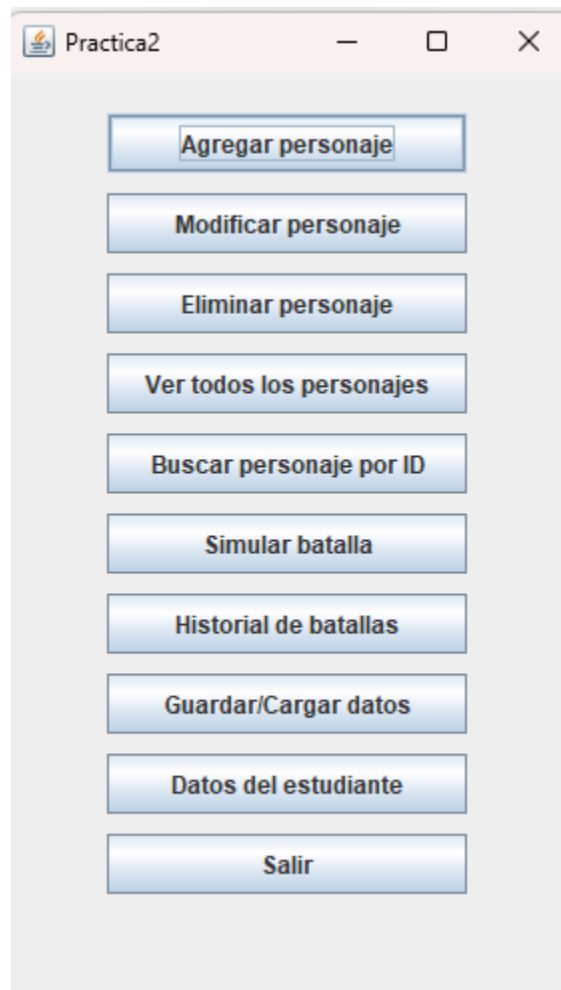 Practica2
Agregar personaje
Modificar personaje
Eliminar personaje
Ver todos los personajes
Buscar personaje por ID
Simular batalla
Historial de batallas
Guardar/Cargar datos
Datos del estudiante
Salir